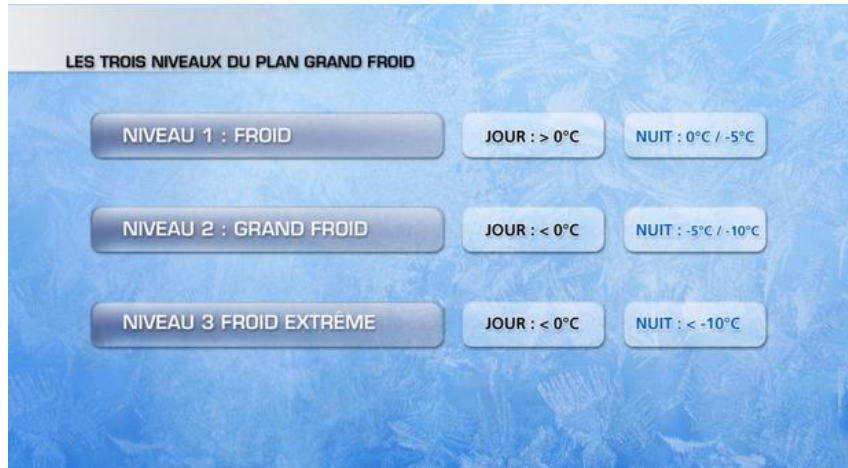 LES TROIS NIVEAUX DU PLAN GRAND FROID
NIVEAU 1 : FROID JOUR : > 0°C NUIT : 0°C / -5°C
NIVEAU 2 : GRAND FROID JOUR : < 0°C NUIT : -5°C / -10°C
NIVEAU 3 FROID EXTRÊME JOUR : < 0°C NUIT : < -10°C